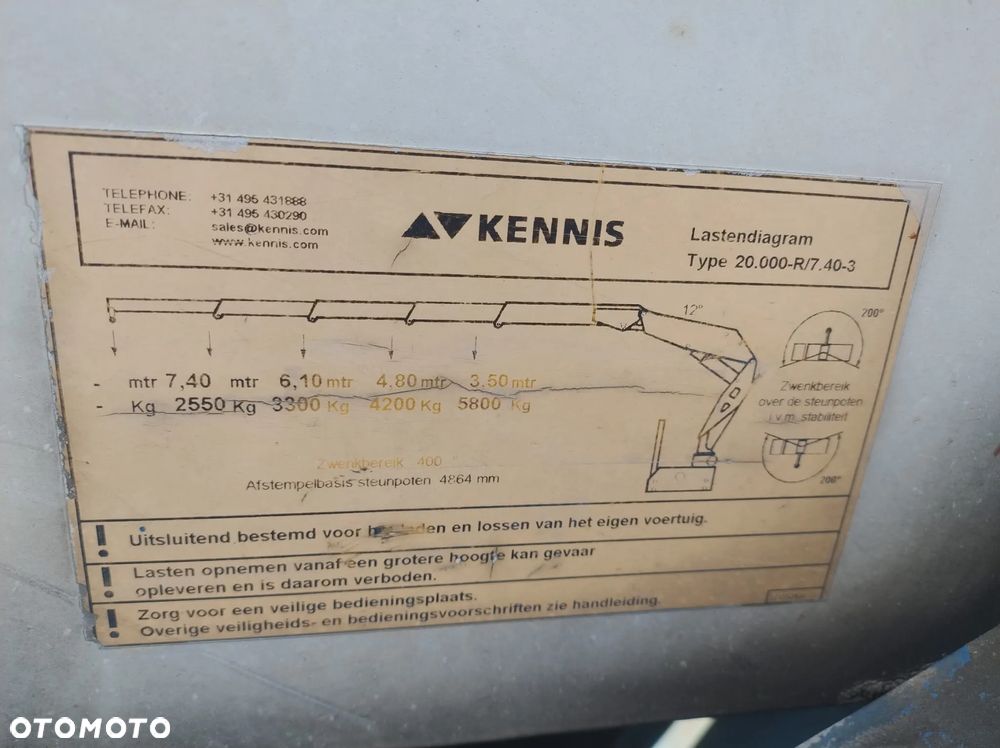 TELEPHONE: +31 495 431888
TELEFAX: +31 495 430290
E-MAIL: sales@kennis.com
www.kennis.com
KENNIS
Lastendiagram
Type 20.000-R/7.40-3
12°
200°
- mtr 7,40 mtr 6,10 mtr 4.80 mtr 3.50 mtr
- Kg 2550 Kg 3300 Kg 4200 Kg 5800 Kg
Zwenkbereik
over de steunpoten
i.v.m. stabiliteit
200°
Zwenkbereik 400
Afstempelbasis steunpoten 4864 mm
! Uitsluitend bestemd voor en lossen van het eigen voertuig.
! Lasten opnemen vanaf een grotere hoogte kan gevaar
opleveren en is daarom verboden.
! Zorg voor een veilige bedieningsplaats.
Overige veiligheids- en bedieningsvoorschriften zie handleiding.
OTOMOTO